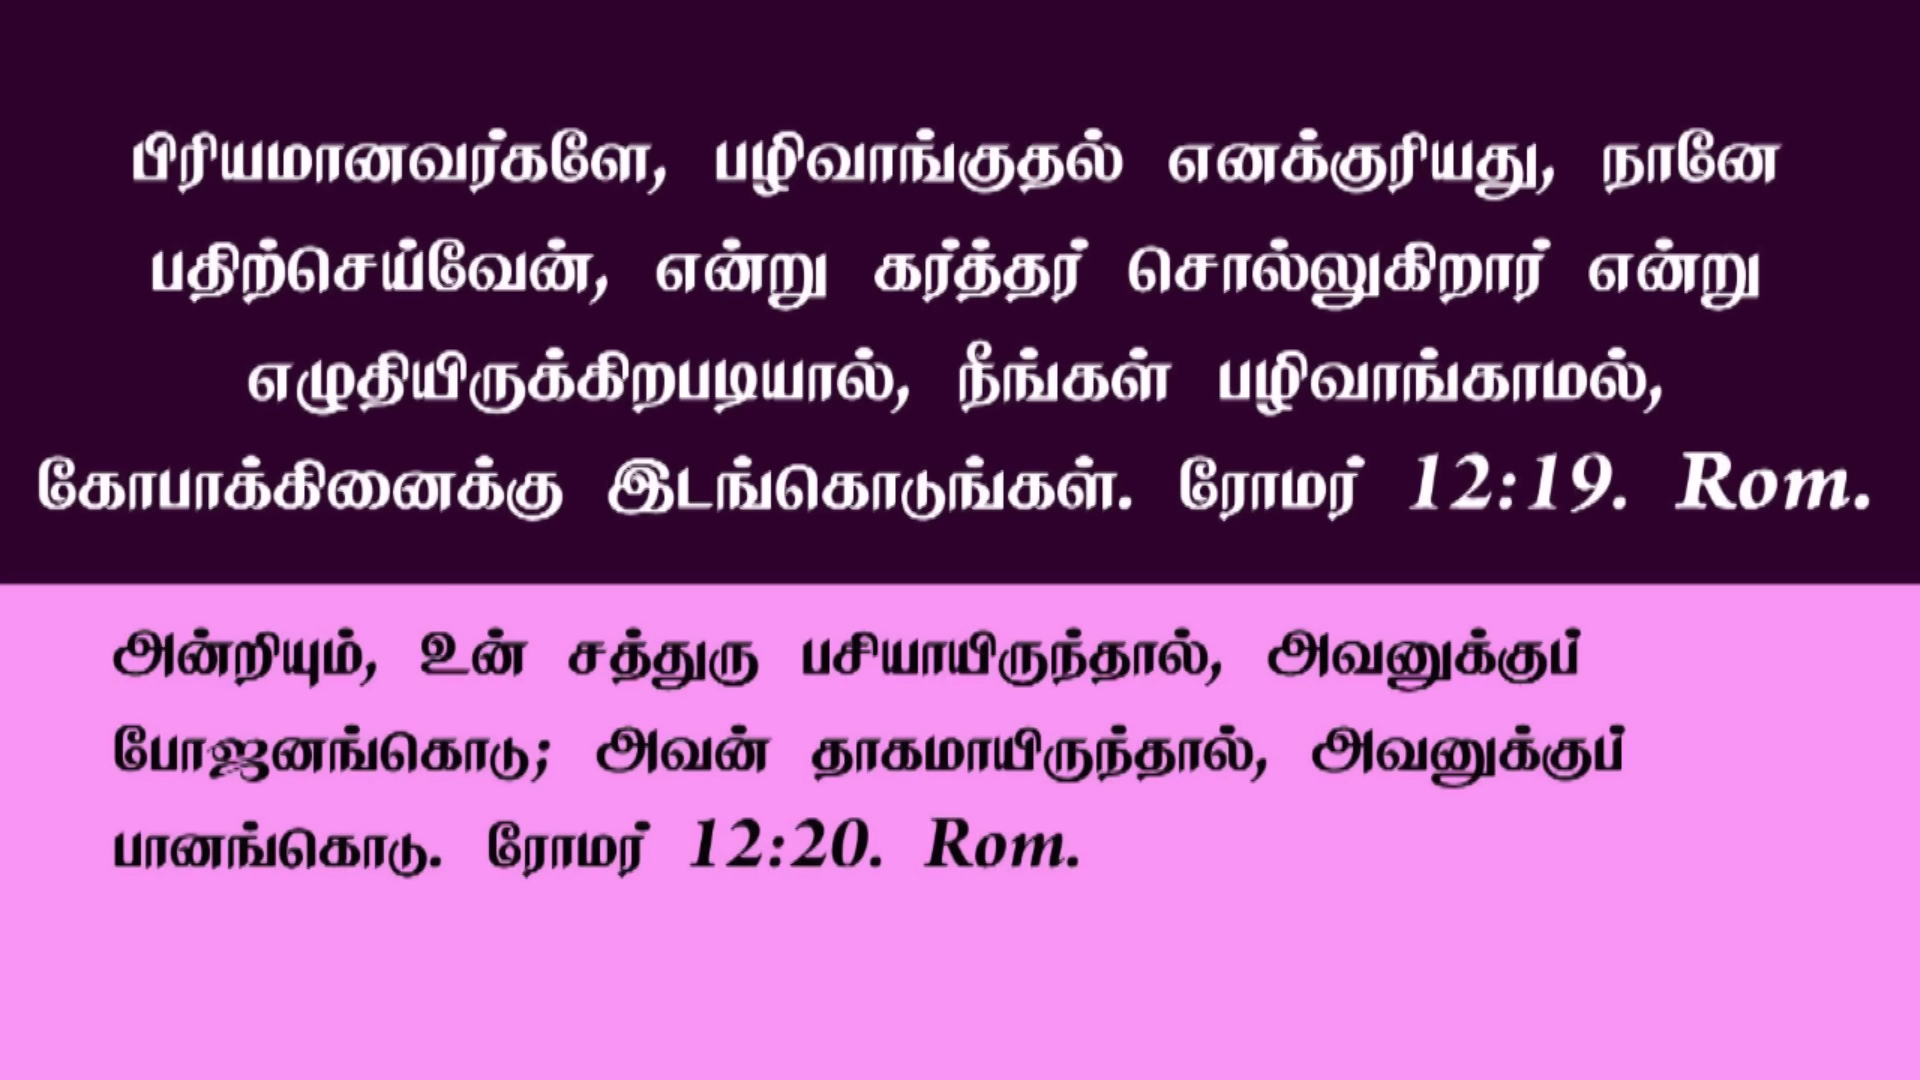 பிரியமானவர்களே, பழிவாங்குதல் எனக்குரியது, நானே
பதிற்செய்வேன், என்று கர்த்தர் சொல்லுகிறார் என்று
எழுதியிருக்கிறபடியால், நீங்கள் பழிவாங்காமல்,
கோபாக்கினைக்கு இடங்கொடுங்கள். ரோமர் 12:19. Rom.
அன்றியும், உன் சத்துரு பசியாயிருந்தால், அவனுக்குப்
போஜனங்கொடு; அவன் தாகமாயிருந்தால், அவனுக்குப்
பானங்கொடு. ரோமர் 12:20. Rom.